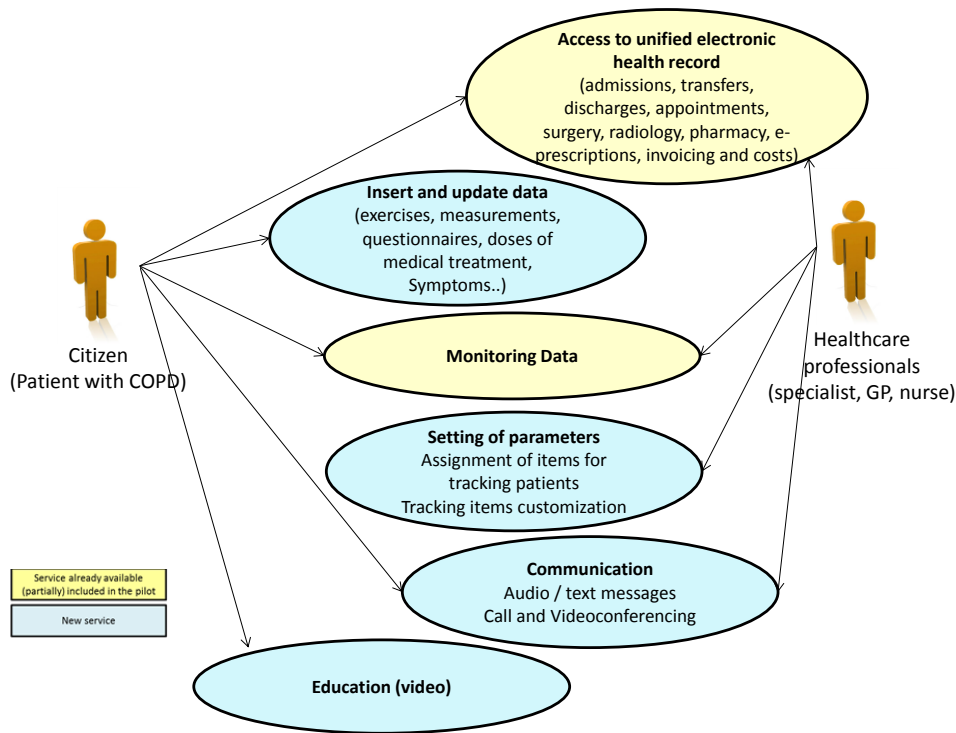 Access to unified electronic
health record
(admissions, transfers,
discharges, appointments,
surgery, radiology, pharmacy, e-
prescriptions, invoicing and costs)
Insert and update data
(exercises, measurements,
questionnaires, doses of
medical treatment,
Symptoms..)
Citizen
(Patient with COPD)
Monitoring Data
Healthcare
professionals
(specialist, GP, nurse)
Setting of parameters
Assignment of items for
tracking patients
Tracking items customization
Communication
Audio / text messages
Call and Videoconferencing
Service already available
(partially) included in the pilot
New service
Education (video)